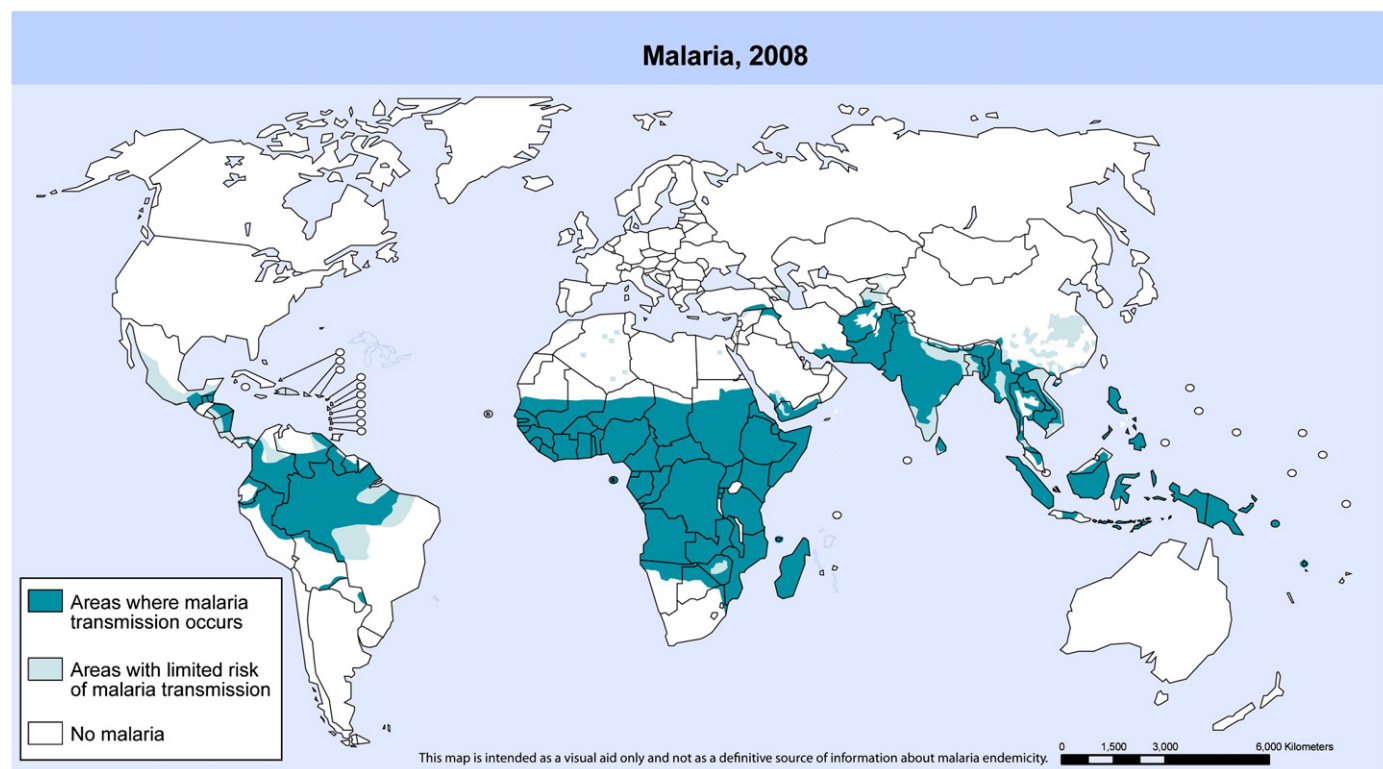 Malaria, 2008
Areas where malaria
transmission occurs
Areas with limited risk
of malaria transmission
No malaria
This map is intended as a visual aid only and not as a definitive source of information about malaria endemicity.
0 1,500 3,000 6,000 Kilometers